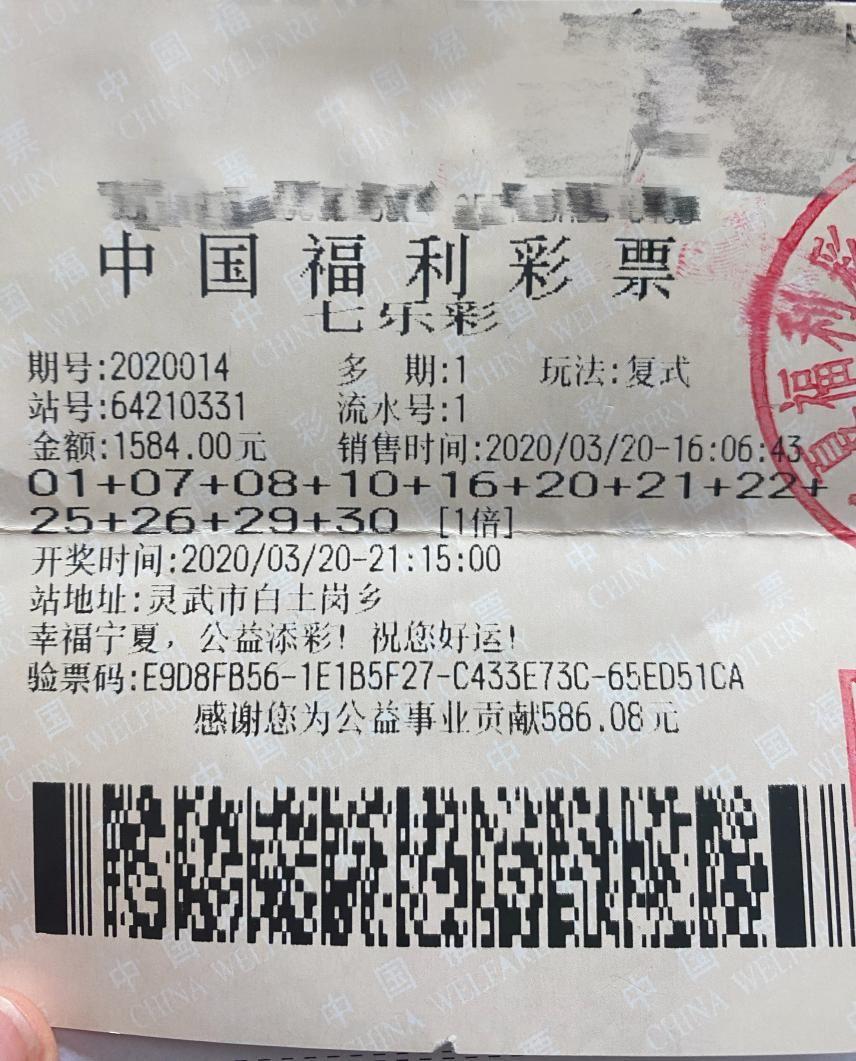 中国福利彩票
七乐彩
期号:2020014 多 期:1 玩法:复式
站号:64210331 流水号:1
金额:1584.00元 销售时间:2020/03/20-16:06:43
01+07+08+10+16+20+21+22+
25+26+29+30 [1倍]
开奖时间:2020/03/20-21:15:00
站地址:灵武市白土岗乡
幸福宁夏，公益添彩！祝您好运！
验票码:E9D8FB56-1E1B5F27-C433E73C-65ED51CA
感谢您为公益事业贡献586.08元